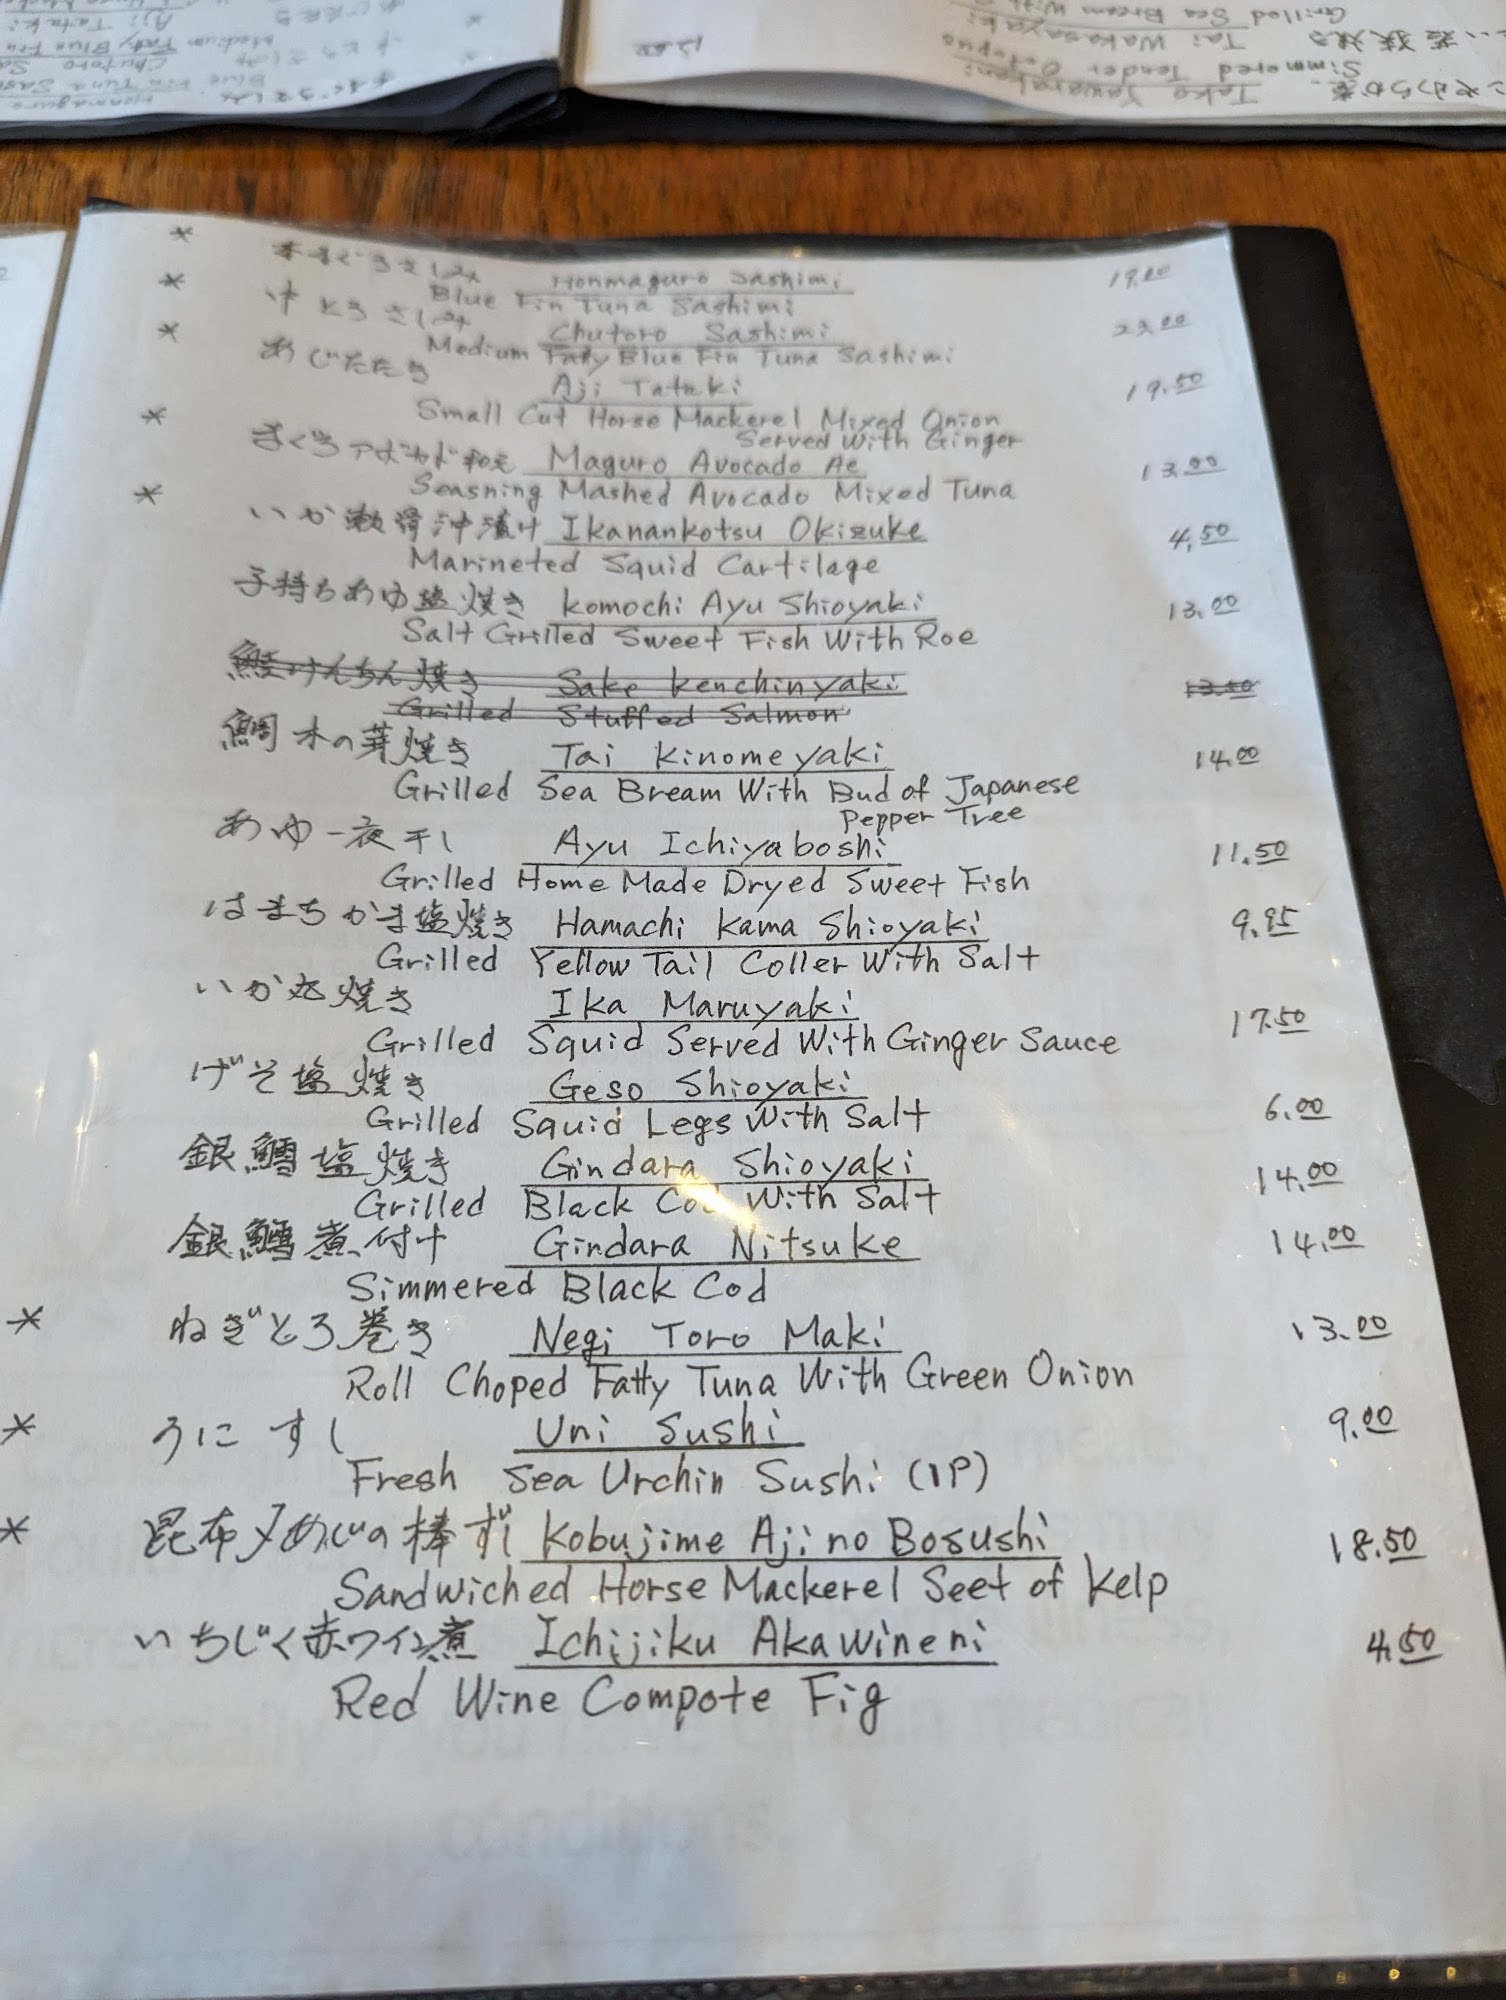 * 本まぐろさしみ Honmaguro Sashimi 19.00
Blue Fin Tuna Sashimi
* 中とろさしみ Chutoro Sashimi 23.00
Medium Fatty Blue Fin Tuna Sashimi
* あじたたき Aji Tataki 19.50
Small Cut Horse Mackerel Mixed Onion
Served With Ginger
* まぐろアボカド和え Maguro Avocado Ae 13.00
Seasning Mashed Avocado Mixed Tuna
* いか軟骨沖漬け Ikanankotsu Okizuke 4.50
Marineted Squid Cartilage
子持ちあゆ塩焼き Komochi Ayu Shioyaki 13.00
Salt Grilled Sweet Fish With Roe
鮭けんちん焼き Sake Kenchinyaki 13.50
Grilled Stuffed Salmon
鯛木の芽焼き Tai Kinomeyaki 14.00
Grilled Sea Bream With Bud of Japanese
Pepper Tree
あゆ一夜干し Ayu Ichiyaboshi 11.50
Grilled Home Made Dryed Sweet Fish
はまちかま塩焼き Hamachi Kama Shioyaki 9.95
Grilled Yellow Tail Coller With Salt
いか丸焼き Ika Maruyaki 17.50
Grilled Squid Served With Ginger Sauce
げそ塩焼き Geso Shioyaki 6.00
Grilled Squid Legs With Salt
銀鱈塩焼き Gindara Shioyaki 14.00
Grilled Black Cod With Salt
銀鱈煮付け Gindara Nitsuke 14.00
Simmered Black Cod
* ねぎとろ巻き Negi Toro Maki 13.00
Roll Choped Fatty Tuna With Green Onion
* うにすし Uni Sushi 9.00
Fresh Sea Urchin Sushi (1P)
* 昆布〆あじの棒ずし Kobujime Aji no Bosushi 18.50
Sandwiched Horse Mackerel Seet of Kelp
いちじく赤ワイン煮 Ichijiku Akawineni 4.50
Red Wine Compote Fig